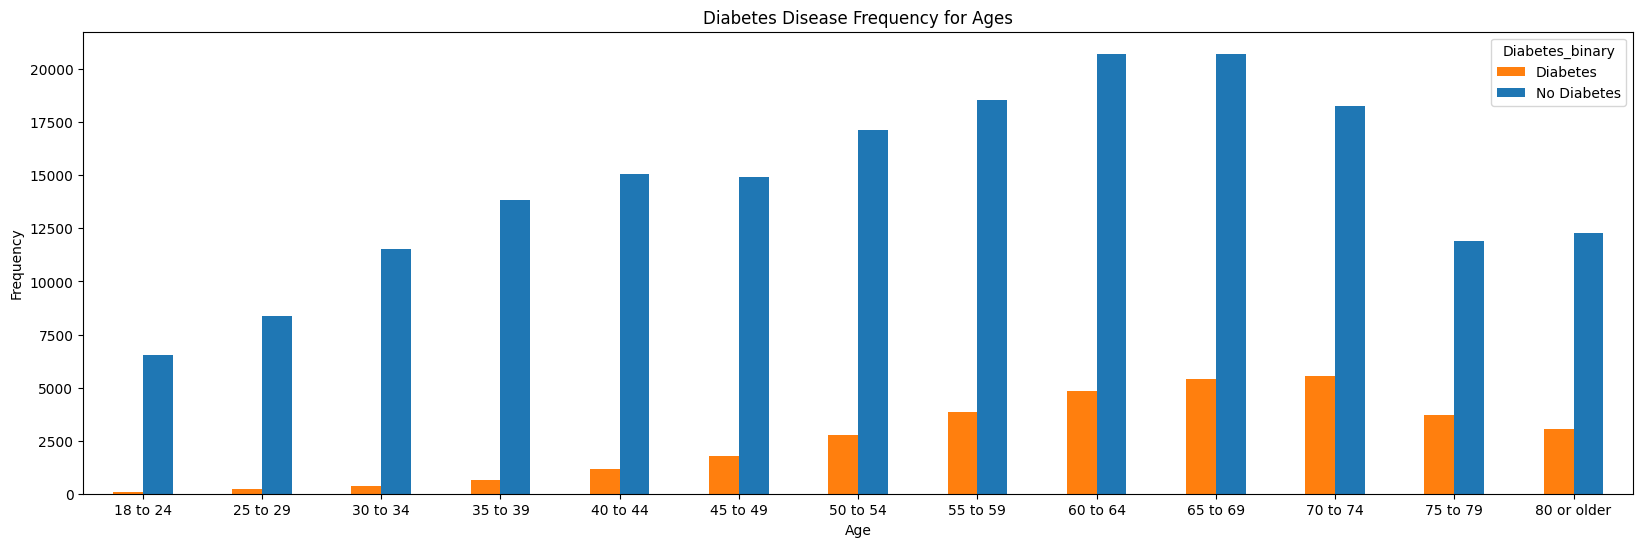 Diabetes Disease Frequency for Ages
Diabetes_binary
Diabetes
No Diabetes
Frequency
20000
17500
15000
12500
10000
7500
5000
2500
0
18 to 24 25 to 29 30 to 34 35 to 39 40 to 44 45 to 49 50 to 54 55 to 59 60 to 64 65 to 69 70 to 74 75 to 79 80 or older
Age